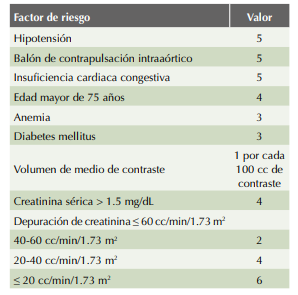 Factor de riesgo Valor
Hipotensión 5
Balón de contrapulsación intraaórtico 5
Insuficiencia cardiaca congestiva 5
Edad mayor de 75 años 4
Anemia 3
Diabetes mellitus 3
Volumen de medio de contraste 1 por cada
100 cc de
contraste
Creatinina sérica > 1.5 mg/dL 4
Depuración de creatinina ≤ 60 cc/min/1.73 m²
40-60 cc/min/1.73 m² 2
20-40 cc/min/1.73 m² 4
≤ 20 cc/min/1.73 m² 6